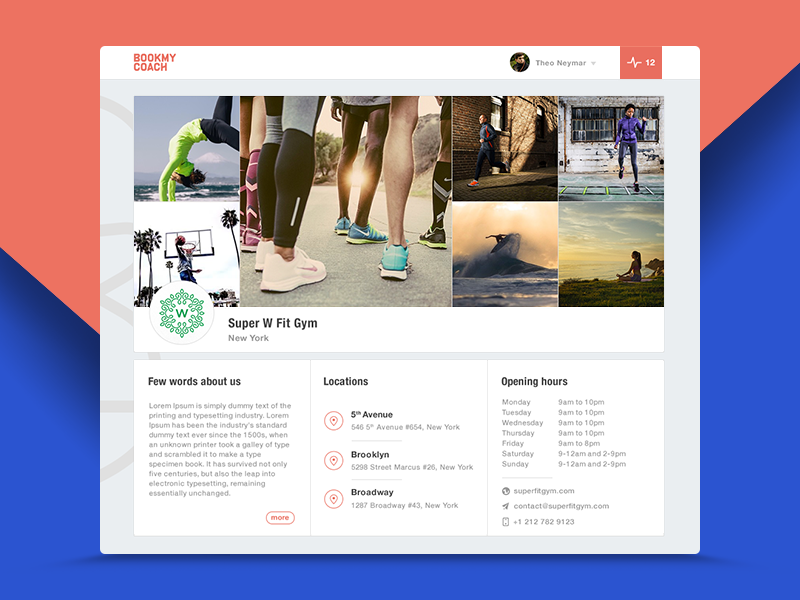 BOOKMY
COACH
Theo Neymar
12
W
Super W Fit Gym
New York
Few words about us
Lorem Ipsum is simply dummy text of the
printing and typesetting industry. Lorem
Ipsum has been the industry's standard
dummy text ever since the 1500s, when
an unknown printer took a galley of type
and scrambled it to make a type
specimen book. It has survived not only
five centuries, but also the leap into
electronic typesetting, remaining
essentially unchanged.
more
Locations
5th Avenue
546 5th Avenue #654, New York
Brooklyn
5298 Street Marcus #26, New York
Broadway
1287 Broadway #43, New York
Opening hours
Monday 9am to 10pm
Tuesday 9am to 10pm
Wednesday 9am to 10pm
Thursday 9am to 10pm
Friday 9am to 8pm
Saturday 9-12am and 2-9pm
Sunday 9-12am and 2-9pm
superfitgym.com
contact@superfitgym.com
+1 212 782 9123